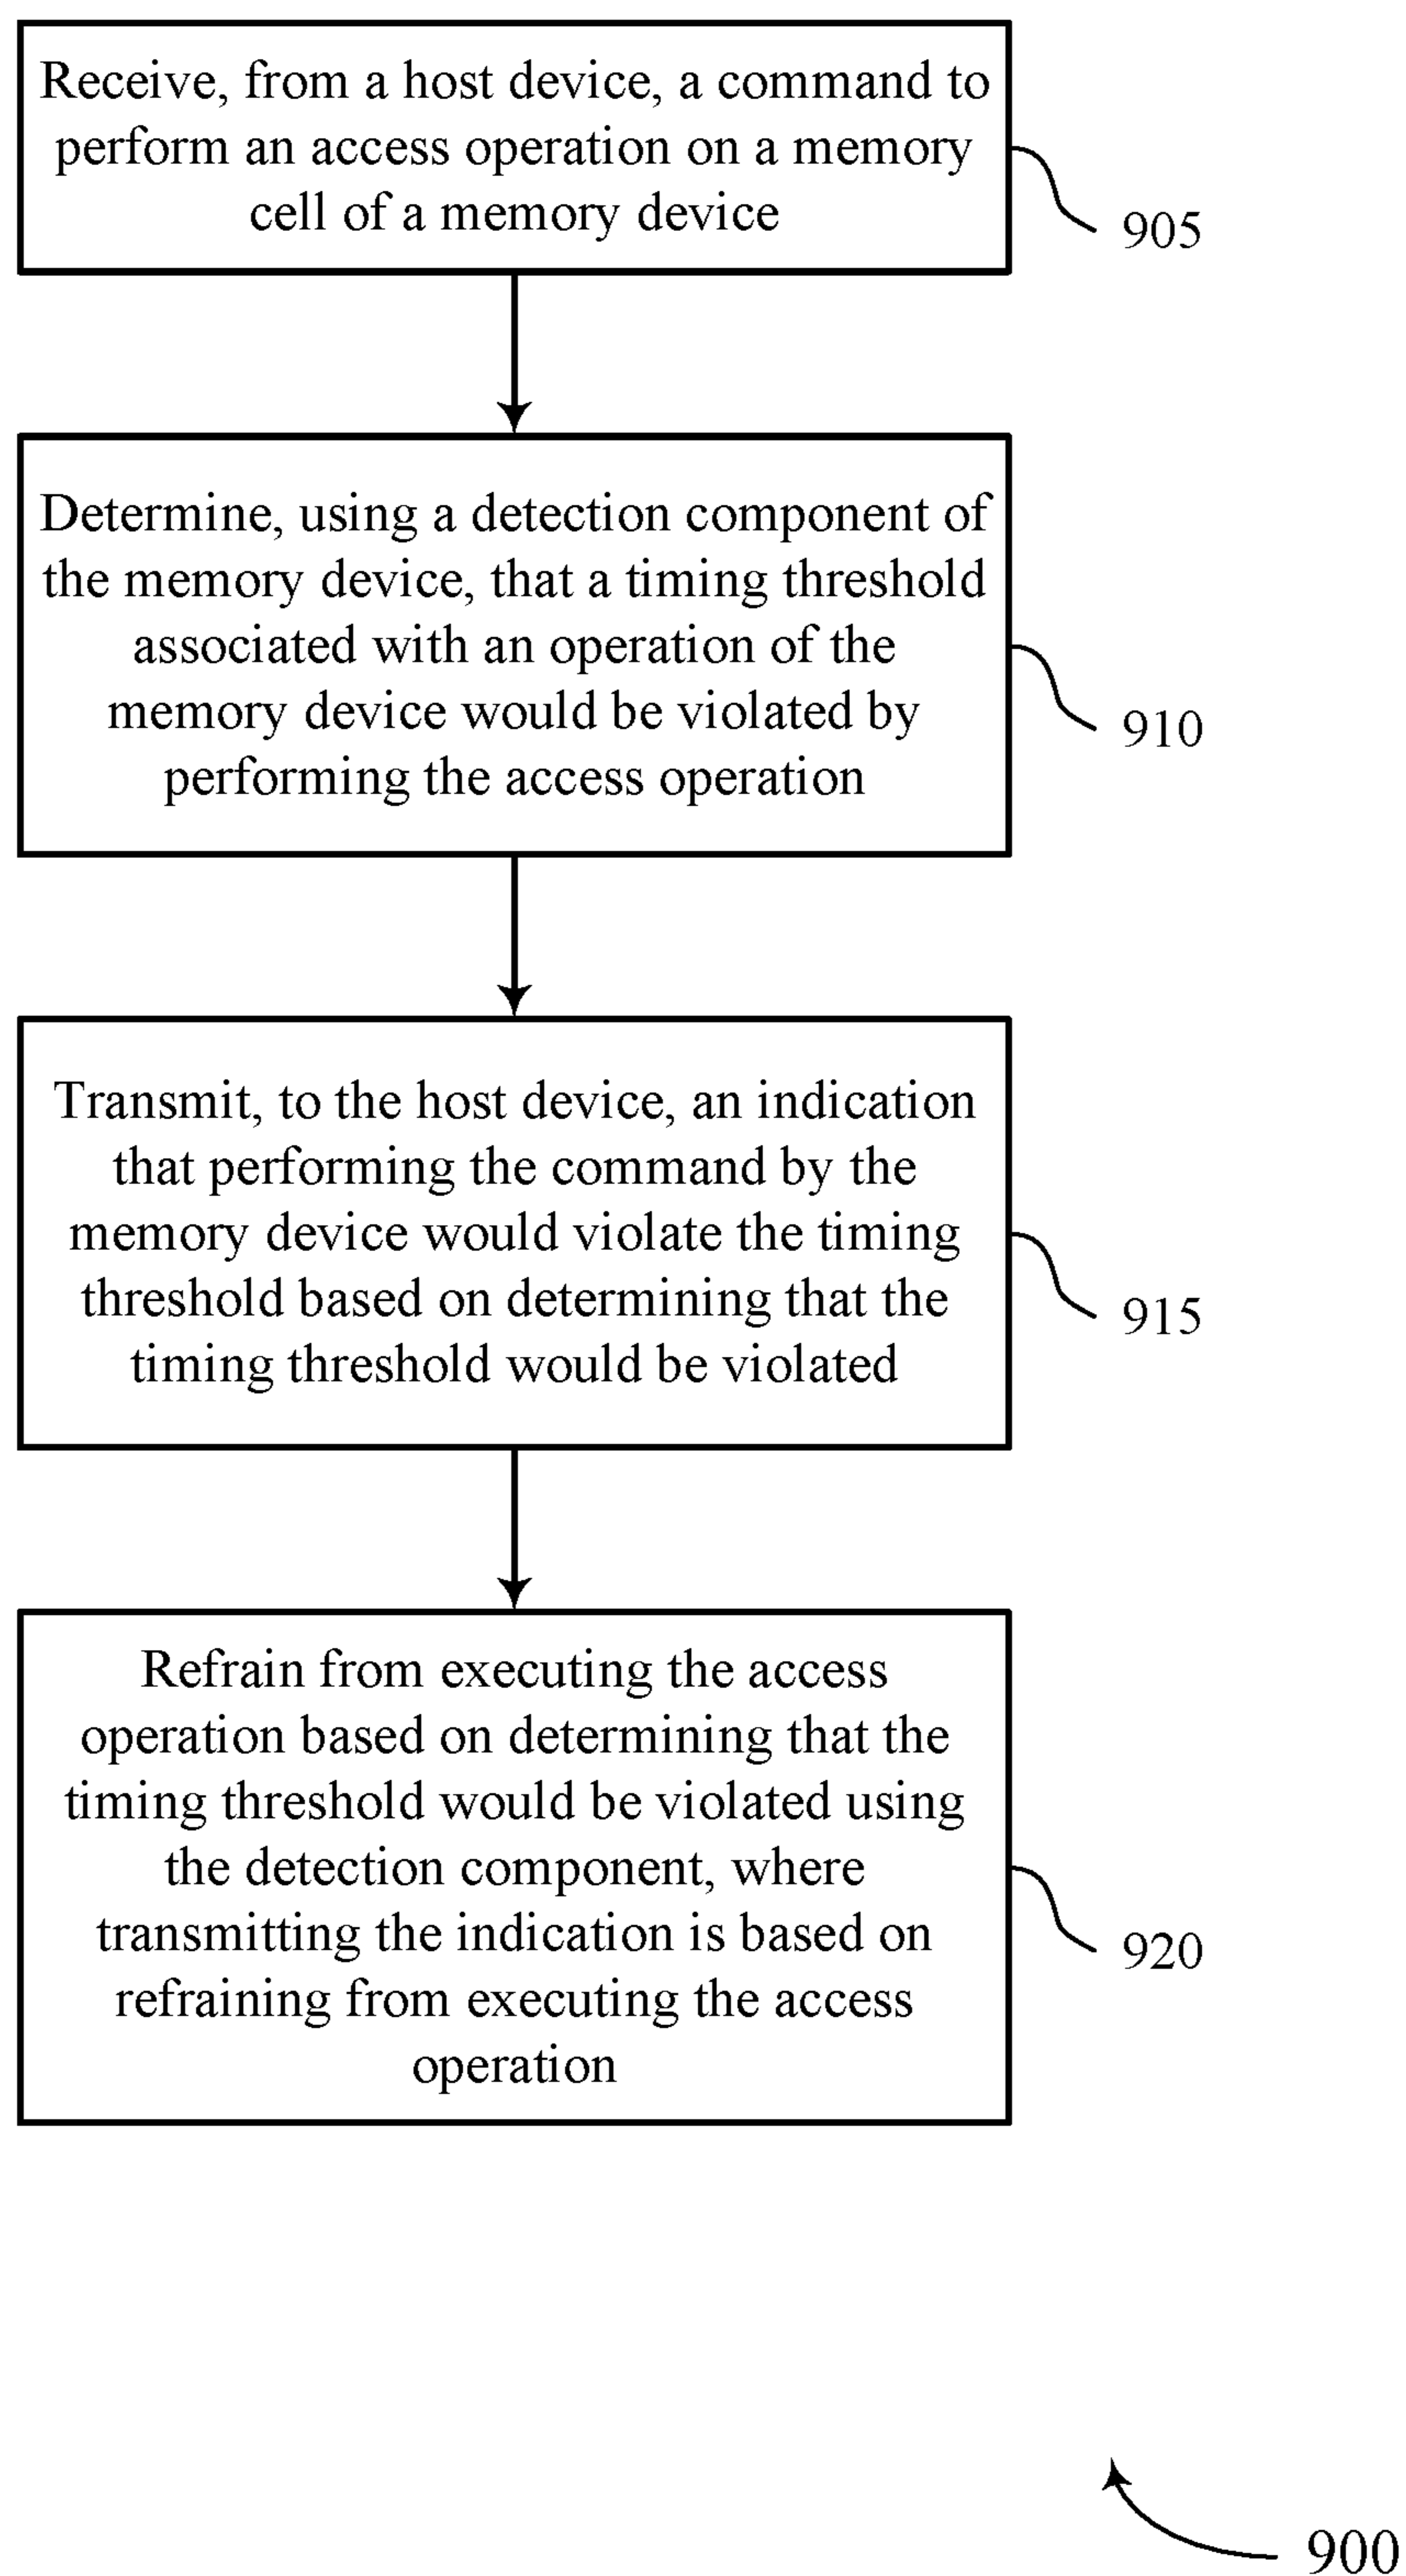 Receive, from a host device, a command to
perform an access operation on a memory
cell of a memory device
905
Determine, using a detection component of
the memory device, that a timing threshold
associated with an operation of the
memory device would be violated by
performing the access operation
910
Transmit, to the host device, an indication
that performing the command by the
memory device would violate the timing
threshold based on determining that the
timing threshold would be violated
915
Refrain from executing the access
operation based on determining that the
timing threshold would be violated using
the detection component, where
transmitting the indication is based on
refraining from executing the access
operation
920
900